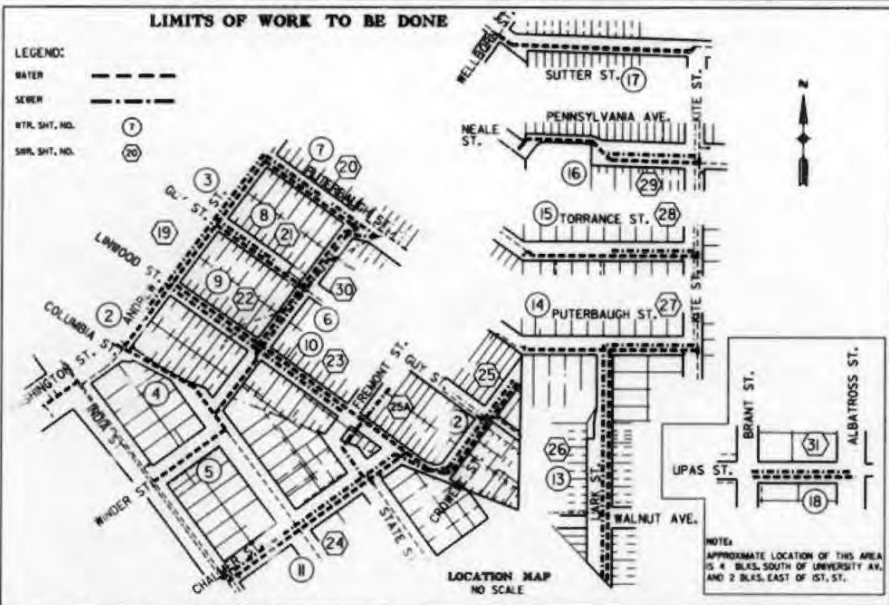 LIMITS OF WORK TO BE DONE
LEGEND:
WATER
SEWER
WTR. SHT. NO. 7
SWR. SHT. NO. 20
SUTTER ST. 17
KITE ST.
N
PENNSYLVANIA AVE.
NEALE
ST.
16
29
7
20
PUTERBAUGH ST.
3
GUY ST.
8
21
19
LINWOOD ST.
15 TORRANCE ST. 28
9
22
30
6
2
COLUMBIA ST.
10
23
14 PUTERBAUGH ST. 27
KITE ST.
FREMONT ST.
GUY ST.
25
25A
4
INDIA ST.
2
5
WINDER ST.
26
13
WALNUT AVE.
STATE ST.
24
11
BRANT ST.
ALBATROSS ST.
31
UPAS ST.
18
LOCATION MAP
NO SCALE
NOTE:
APPROXIMATE LOCATION OF THIS AREA
IS 4 BLKS. SOUTH OF UNIVERSITY AV.
AND 2 BLKS. EAST OF 1ST. ST.